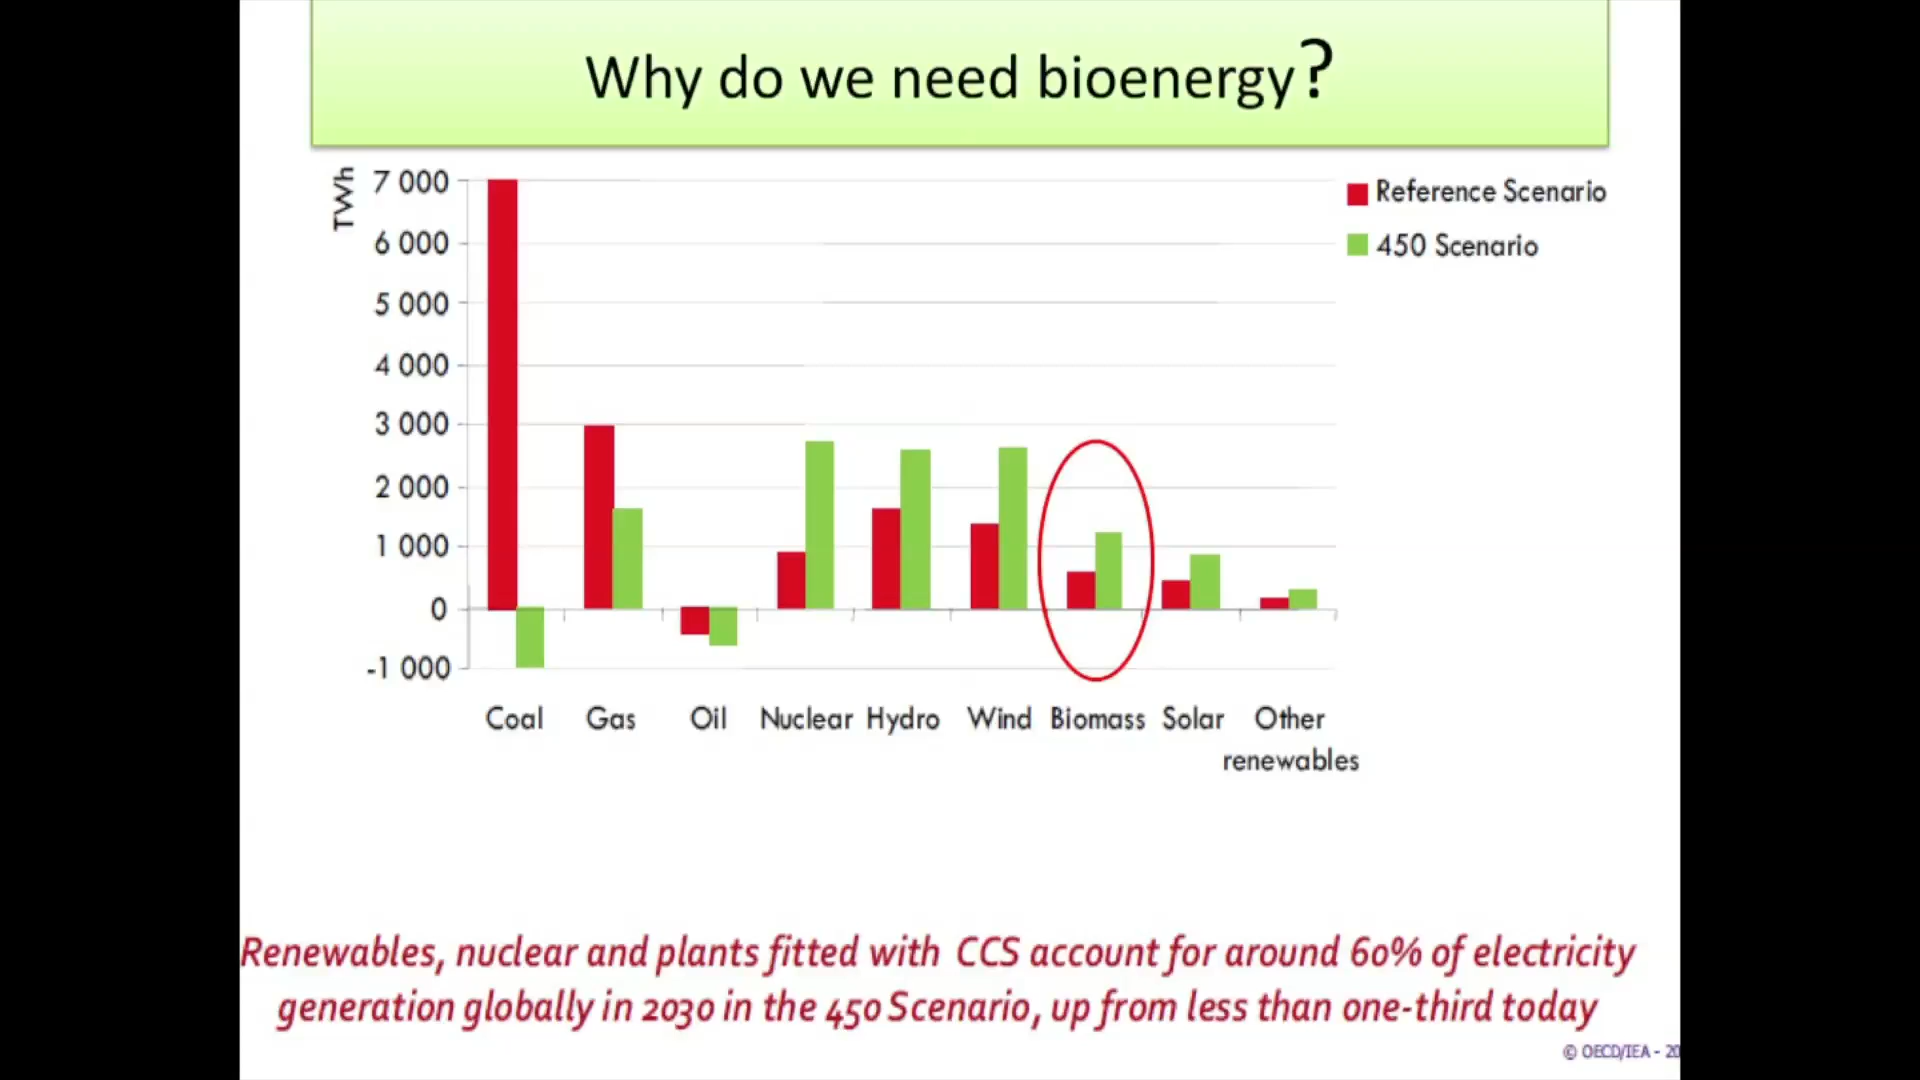 Why do we need bioenergy?
TWh
7 000
6 000
5 000
4 000
3 000
2 000
1 000
0
-1 000
Reference Scenario
450 Scenario
Coal Gas Oil Nuclear Hydro Wind Biomass Solar Other
renewables
Renewables, nuclear and plants fitted with CCS account for around 60% of electricity
generation globally in 2030 in the 450 Scenario, up from less than one-third today
© OECD/IEA - 20